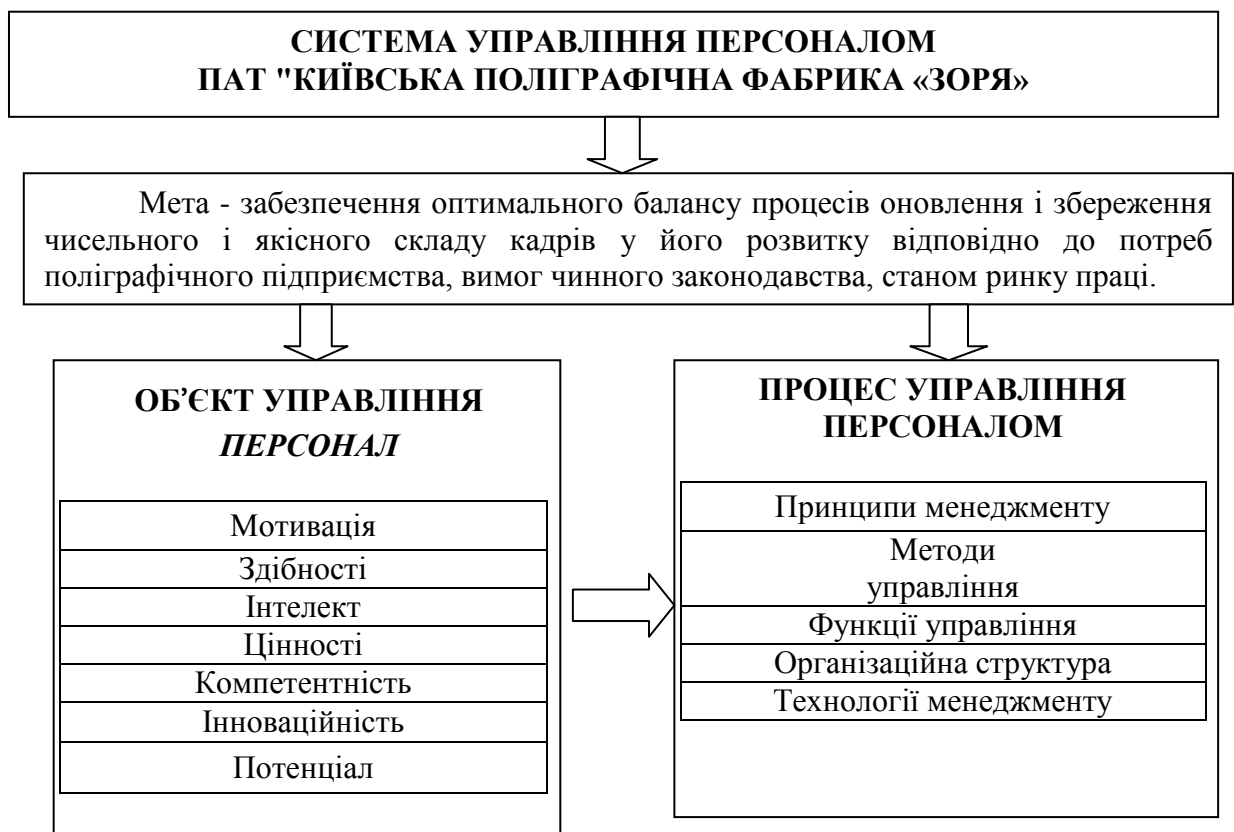 СИСТЕМА УПРАВЛІННЯ ПЕРСОНАЛОМ
ПАТ "КИЇВСЬКА ПОЛІГРАФІЧНА ФАБРИКА «ЗОРЯ»
Мета - забезпечення оптимального балансу процесів оновлення і збереження
чисельного і якісного складу кадрів у його розвитку відповідно до потреб
поліграфічного підприємства, вимог чинного законодавства, станом ринку праці.
ОБ’ЄКТ УПРАВЛІННЯ
ПЕРСОНАЛ
Мотивація
Здібності
Інтелект
Цінності
Компетентність
Інноваційність
Потенціал
ПРОЦЕС УПРАВЛІННЯ
ПЕРСОНАЛОМ
Принципи менеджменту
Методи
управління
Функції управління
Організаційна структура
Технології менеджменту